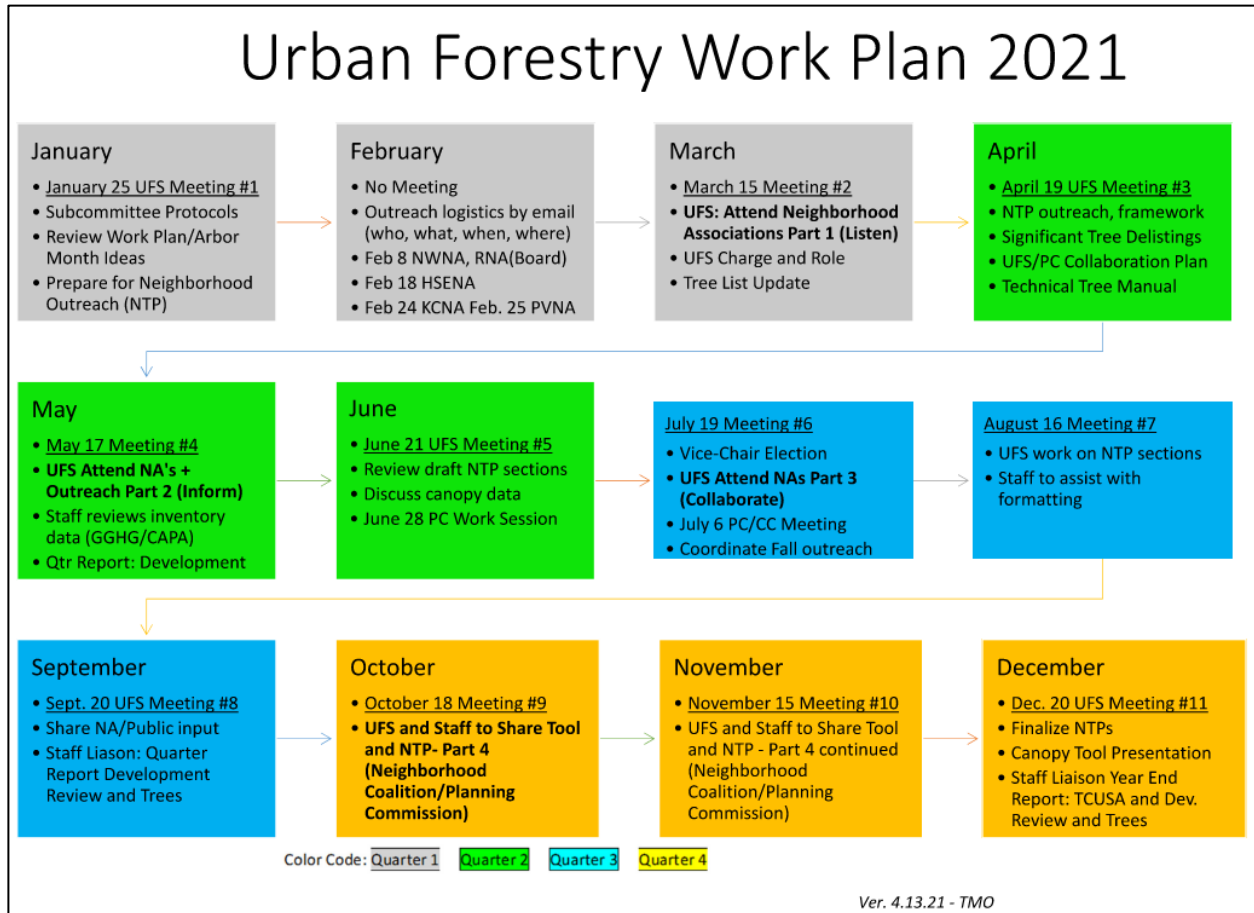 Urban Forestry Work Plan 2021
January
• January 25 UFS Meeting #1
• Subcommittee Protocols
• Review Work Plan/Arbor
Month Ideas
• Prepare for Neighborhood
Outreach (NTP)
February
• No Meeting
• Outreach logistics by email
(who, what, when, where)
• Feb 8 NWNA, RNA(Board)
• Feb 18 HSENA
• Feb 24 KCNA Feb. 25 PVNA
March
• March 15 Meeting #2
• UFS: Attend Neighborhood
Associations Part 1 (Listen)
• UFS Charge and Role
• Tree List Update
April
• April 19 UFS Meeting #3
• NTP outreach, framework
• Significant Tree Delistings
• UFS/PC Collaboration Plan
• Technical Tree Manual
May
• May 17 Meeting #4
• UFS Attend NA's +
Outreach Part 2 (Inform)
• Staff reviews inventory
data (GGHG/CAPA)
• Qtr Report: Development
June
• June 21 UFS Meeting #5
• Review draft NTP sections
• Discuss canopy data
• June 28 PC Work Session
July 19 Meeting #6
• Vice-Chair Election
• UFS Attend NAs Part 3
(Collaborate)
• July 6 PC/CC Meeting
• Coordinate Fall outreach
August 16 Meeting #7
• UFS work on NTP sections
• Staff to assist with
formatting
September
• Sept. 20 UFS Meeting #8
• Share NA/Public input
• Staff Liason: Quarter
Report Development
Review and Trees
October
• October 18 Meeting #9
• UFS and Staff to Share Tool
and NTP- Part 4
(Neighborhood
Coalition/Planning
Commission)
November
• November 15 Meeting #10
• UFS and Staff to Share Tool
and NTP - Part 4 continued
(Neighborhood
Coalition/Planning
Commission)
December
• Dec. 20 UFS Meeting #11
• Finalize NTPs
• Canopy Tool Presentation
• Staff Liaison Year End
Report: TCUSA and Dev.
Review and Trees
Color Code: Quarter 1 Quarter 2 Quarter 3 Quarter 4
Ver. 4.13.21 - TMO